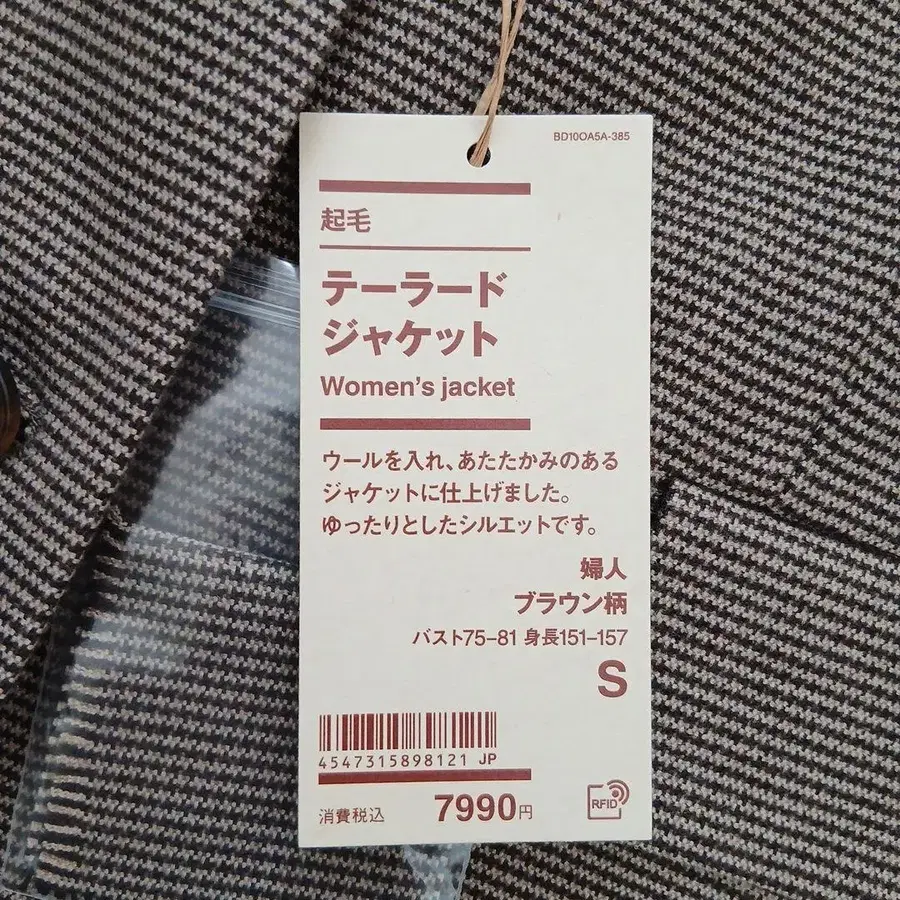 BD10OA5A-385
起毛
テーラード
ジャケット
Women's jacket
ウールを入れ、あたたかみのある
ジャケットに仕上げました。
ゆったりとしたシルエットです。
婦人
ブラウン柄
バスト75-81 身長151-157
S
4547315898121 JP
消費税込 7990円
RFID